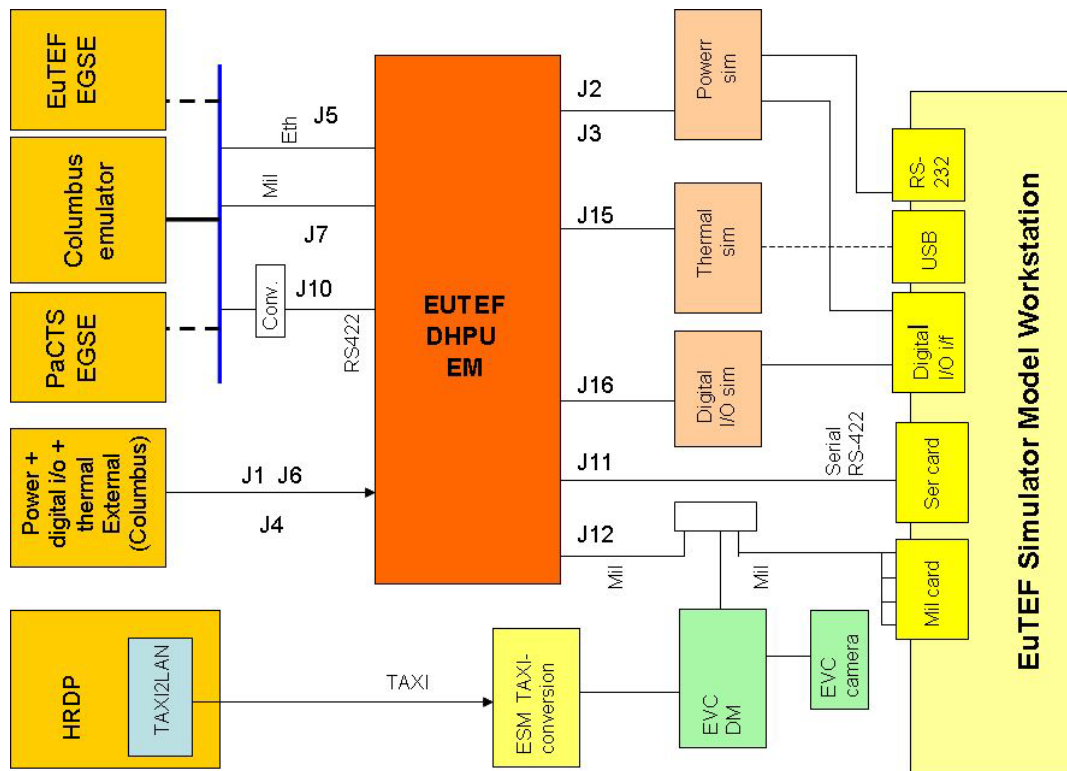 EuTEF
EGSE
Columbus
emulator
PaCTS
EGSE
Power +
digital i/o +
thermal
External
(Columbus)
HRDP
TAXI2LAN
Eth
J5
Mil
J7
Conv.
J10
RS422
J1 J6
J4
TAXI
EUTEF
DHPU
EM
ESM TAXI-
conversion
J2
J3
J15
J16
J11
J12
Mil
Mil
Serial
RS-422
Powerr
sim
Thermal
sim
Digital
I/O sim
EVC
DM
EVC
camera
RS-
232
USB
Digital
I/O i/f
Ser card
Mil card
EuTEF Simulator Model Workstation